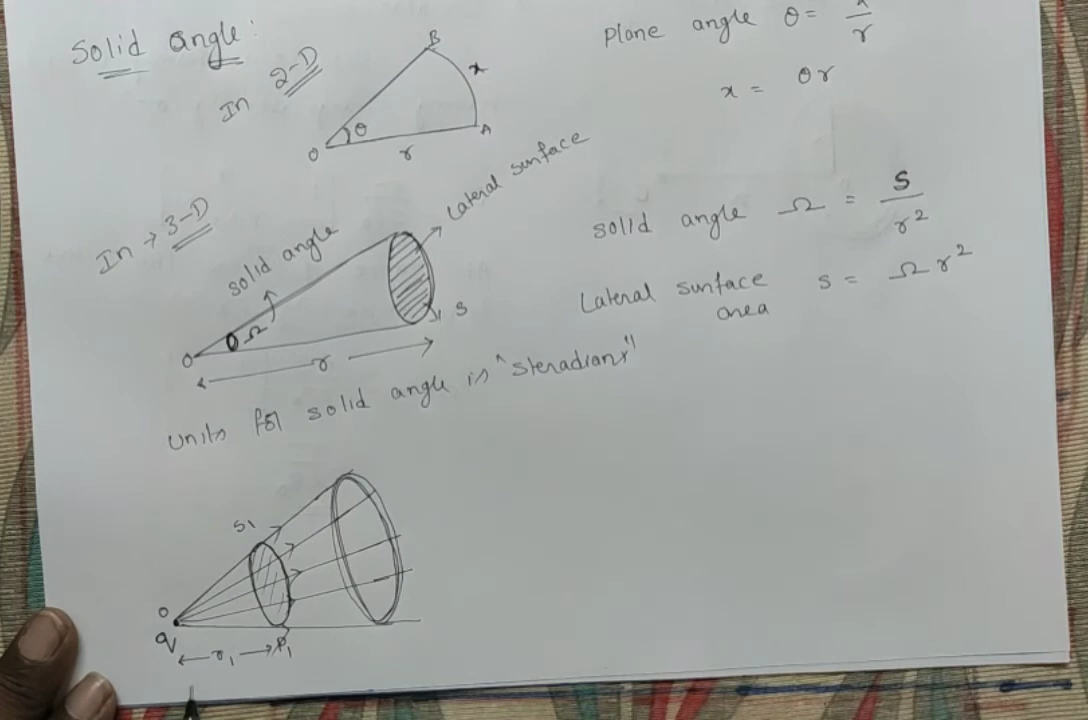 Solid angle:
In 2-D
B
x
θ
O
r
A
Plane angle θ = x/r
x = θr
In → 3-D
solid angle
Lateral surface
O
Ω
S
r
solid angle Ω = S/r²
Lateral surface area S = Ω r²
units for solid angle is "steradians"
S1
O
q
r1
P1